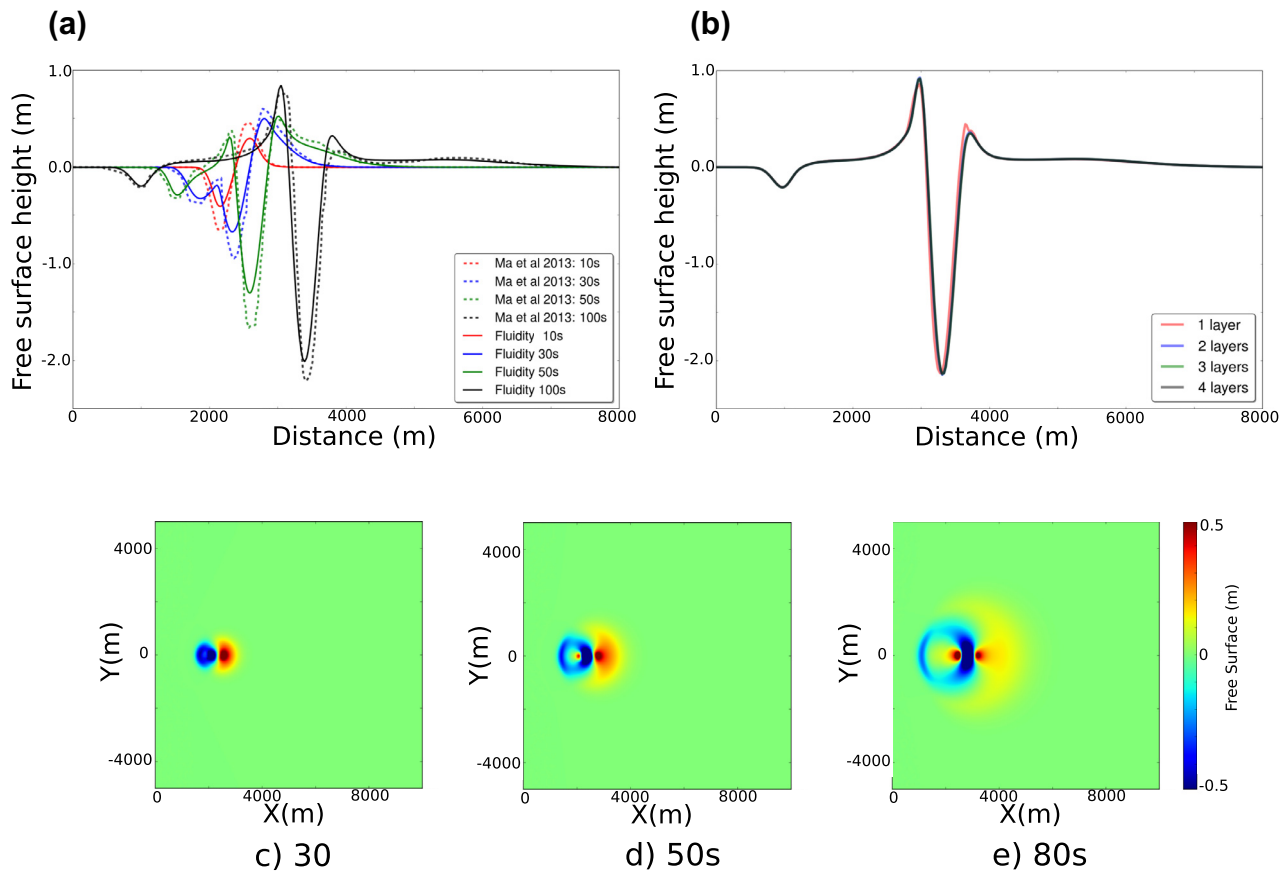 (a)
(b)
1.0
0.0
-1.0
-2.0
Free surface height (m)
0
2000
4000
6000
8000
Distance (m)
Ma et al 2013: 10s
Ma et al 2013: 30s
Ma et al 2013: 50s
Ma et al 2013: 100s
Fluidity 10s
Fluidity 30s
Fluidity 50s
Fluidity 100s
1.0
0.0
-1.0
-2.0
Free surface height (m)
0
2000
4000
6000
8000
Distance (m)
1 layer
2 layers
3 layers
4 layers
4000
0
-4000
Y(m)
0
4000
8000
X(m)
c) 30
4000
0
-4000
Y(m)
0
4000
8000
X(m)
d) 50s
4000
0
-4000
Y(m)
0
4000
8000
X(m)
e) 80s
0.5
0
-0.5
Free Surface (m)